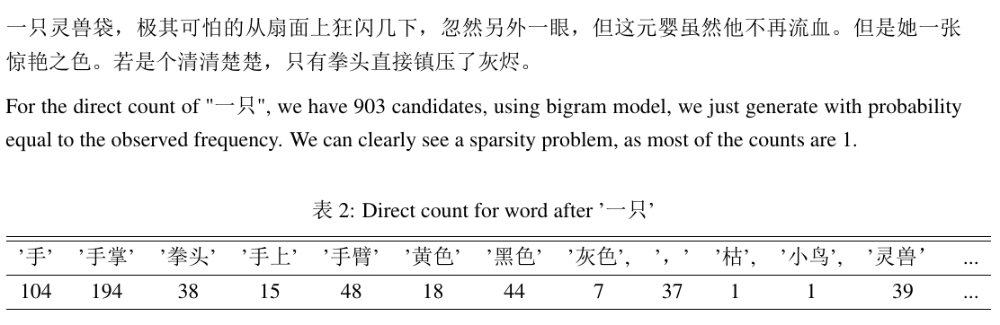 一只灵兽袋，极其可怕的从扇面上狂闪几下，忽然另外一眼，但这元婴虽然他不再流血。但是她一张
惊艳之色。若是个清清楚楚，只有拳头直接镇压了灰烬。
For the direct count of "一只", we have 903 candidates, using bigram model, we just generate with probability
equal to the observed frequency. We can clearly see a sparsity problem, as most of the counts are 1.
表 2: Direct count for word after ’一只’
’手’ ’手掌’ ’拳头’ ’手上’ ’手臂’ ’黄色’ ’黑色’ ’灰色’, ’，’ ’枯’, ’小鸟’, ’灵兽’ ...
104 194 38 15 48 18 44 7 37 1 1 39 ...